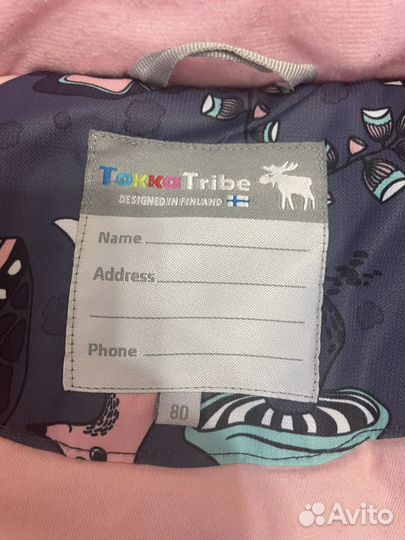 TokkaTribe
DESIGNED IN FINLAND
Name
Address
Phone
80
Avito